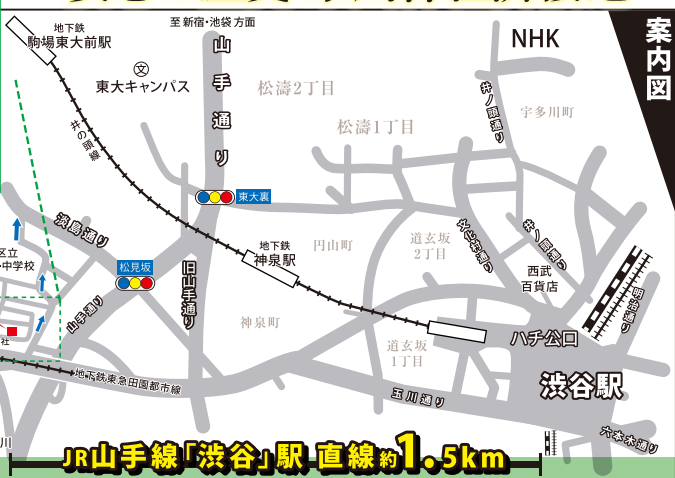 至新宿・池袋方面
地下鉄
駒場東大前駅
山手通り
NHK
案内図
文
東大キャンパス
松濤2丁目
井ノ頭通り
宇多川町
井の頭線
松濤1丁目
東大裏
淡島通り
文化村通り
井ノ頭通り
区立
中学校
松見坂
旧山手通り
地下鉄
神泉駅
円山町
道玄坂
2丁目
西武
百貨店
明治通り
山手通り
神泉町
ハチ公口
社
道玄坂
1丁目
地下鉄東急田園都市線
玉川通り
渋谷駅
六本木通り
川
JR山手線「渋谷」駅 直線約1.5km